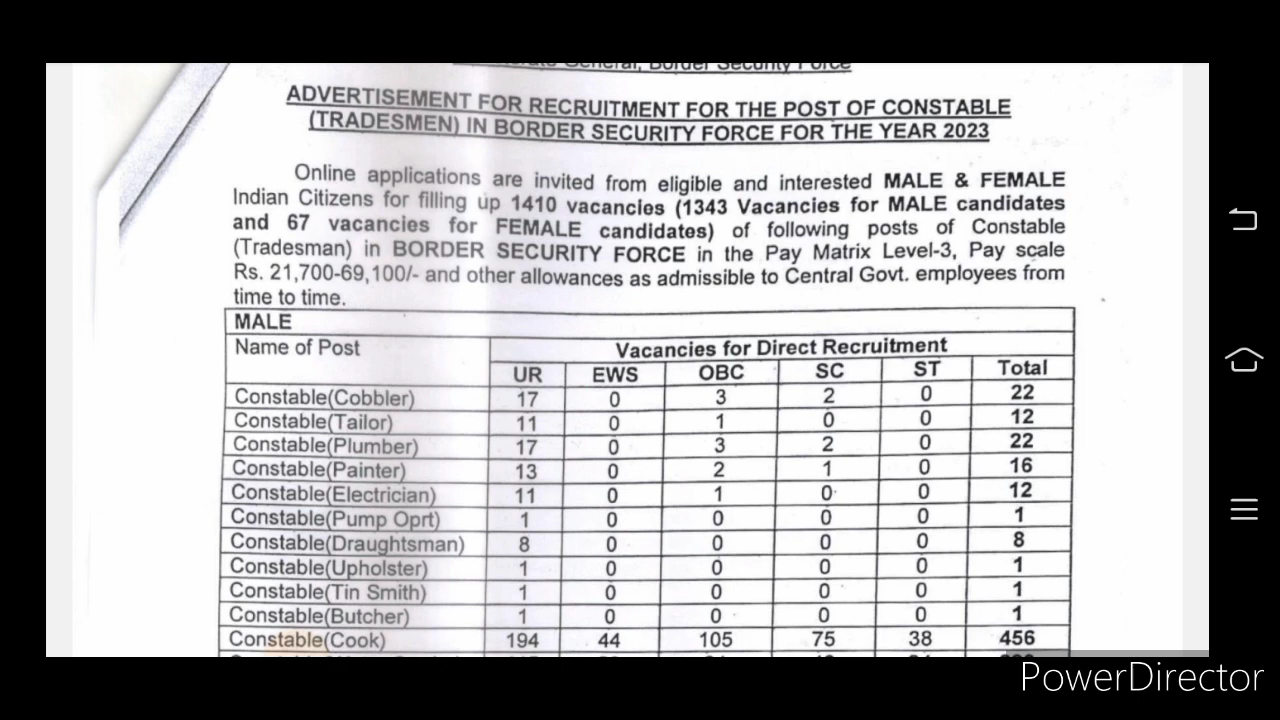 General, Border Security Force
ADVERTISEMENT FOR RECRUITMENT FOR THE POST OF CONSTABLE
(TRADESMEN) IN BORDER SECURITY FORCE FOR THE YEAR 2023
Online applications are invited from eligible and interested MALE & FEMALE
Indian Citizens for filling up 1410 vacancies (1343 Vacancies for MALE candidates
and 67 vacancies for FEMALE candidates) of following posts of Constable
(Tradesman) in BORDER SECURITY FORCE in the Pay Matrix Level-3, Pay scale
Rs. 21,700-69,100/- and other allowances as admissible to Central Govt. employees from
time to time.
MALE
Name of Post Vacancies for Direct Recruitment
UR EWS OBC SC ST Total
Constable(Cobbler) 17 0 3 2 0 22
Constable(Tailor) 11 0 1 0 0 12
Constable(Plumber) 17 0 3 2 0 22
Constable(Painter) 13 0 2 1 0 16
Constable(Electrician) 11 0 1 0 0 12
Constable(Pump Oprt) 1 0 0 0 0 1
Constable(Draughtsman) 8 0 0 0 0 8
Constable(Upholster) 1 0 0 0 0 1
Constable(Tin Smith) 1 0 0 0 0 1
Constable(Butcher) 1 0 0 0 0 1
Constable(Cook) 194 44 105 75 38 456
PowerDirector